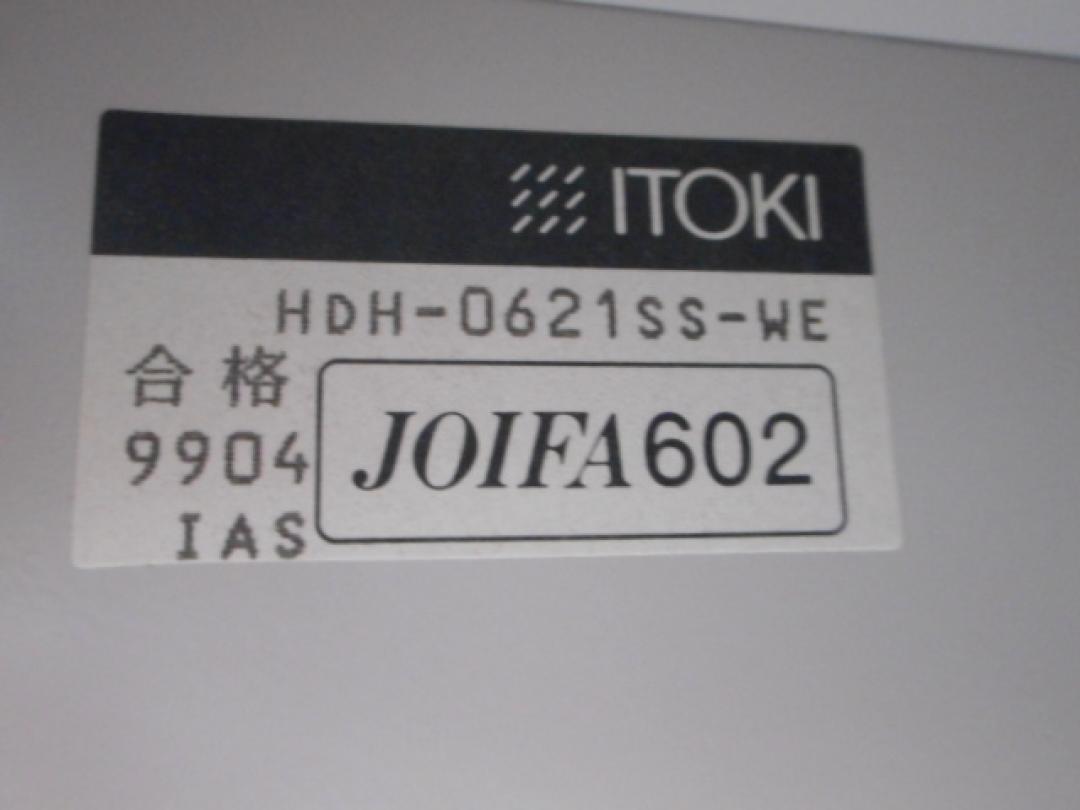 ITOKI
HDH-0621SS-WE
合格
9904
IAS
JOIFA602